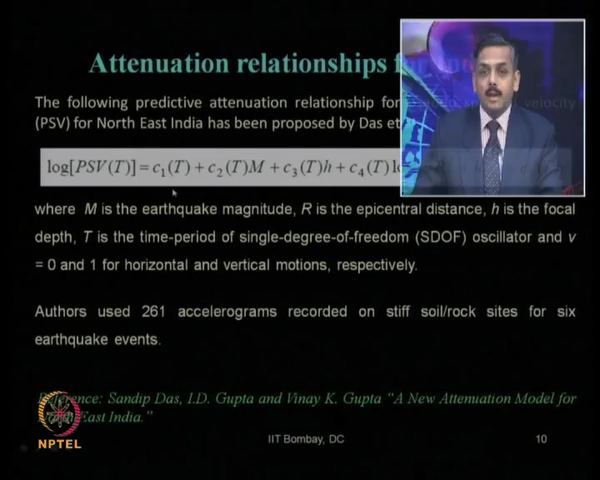 Attenuation relationships
The following predictive attenuation relationship for velocity
(PSV) for North East India has been proposed by Das et
log[PSV(T)] = c₁(T) + c₂(T)M + c₃(T)h + c₄(T)
where M is the earthquake magnitude, R is the epicentral distance, h is the focal
depth, T is the time-period of single-degree-of-freedom (SDOF) oscillator and v
= 0 and 1 for horizontal and vertical motions, respectively.
Authors used 261 accelerograms recorded on stiff soil/rock sites for six
earthquake events.
Reference: Sandip Das, I.D. Gupta and Vinay K. Gupta “A New Attenuation Model for
East India.”
NPTEL
IIT Bombay, DC
10